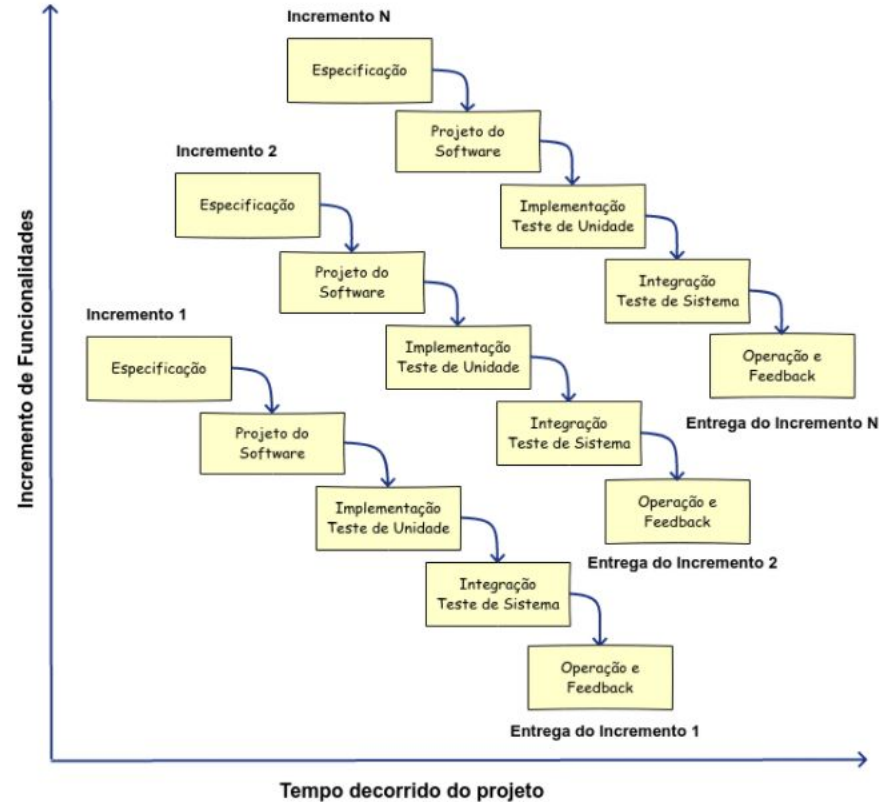 Incremento N
Especificação
Projeto do
Software
Implementação
Teste de Unidade
Integração
Teste de Sistema
Operação e
Feedback
Entrega do Incremento N
Incremento 2
Especificação
Projeto do
Software
Implementação
Teste de Unidade
Integração
Teste de Sistema
Operação e
Feedback
Entrega do Incremento 2
Incremento 1
Especificação
Projeto do
Software
Implementação
Teste de Unidade
Integração
Teste de Sistema
Operação e
Feedback
Entrega do Incremento 1
Incremento de Funcionalidades
Tempo decorrido do projeto